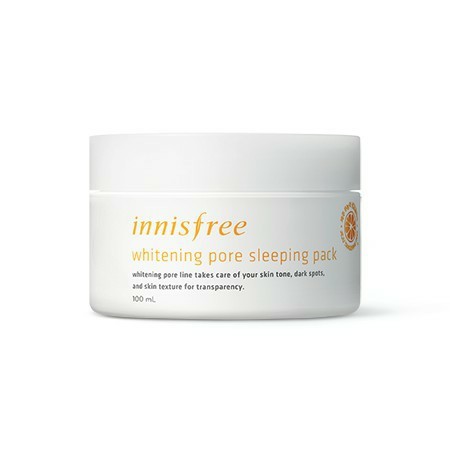 innisfree
whitening pore sleeping pack
whitening pore line takes care of your skin tone, dark spots,
and skin texture for transparency.
100 mL